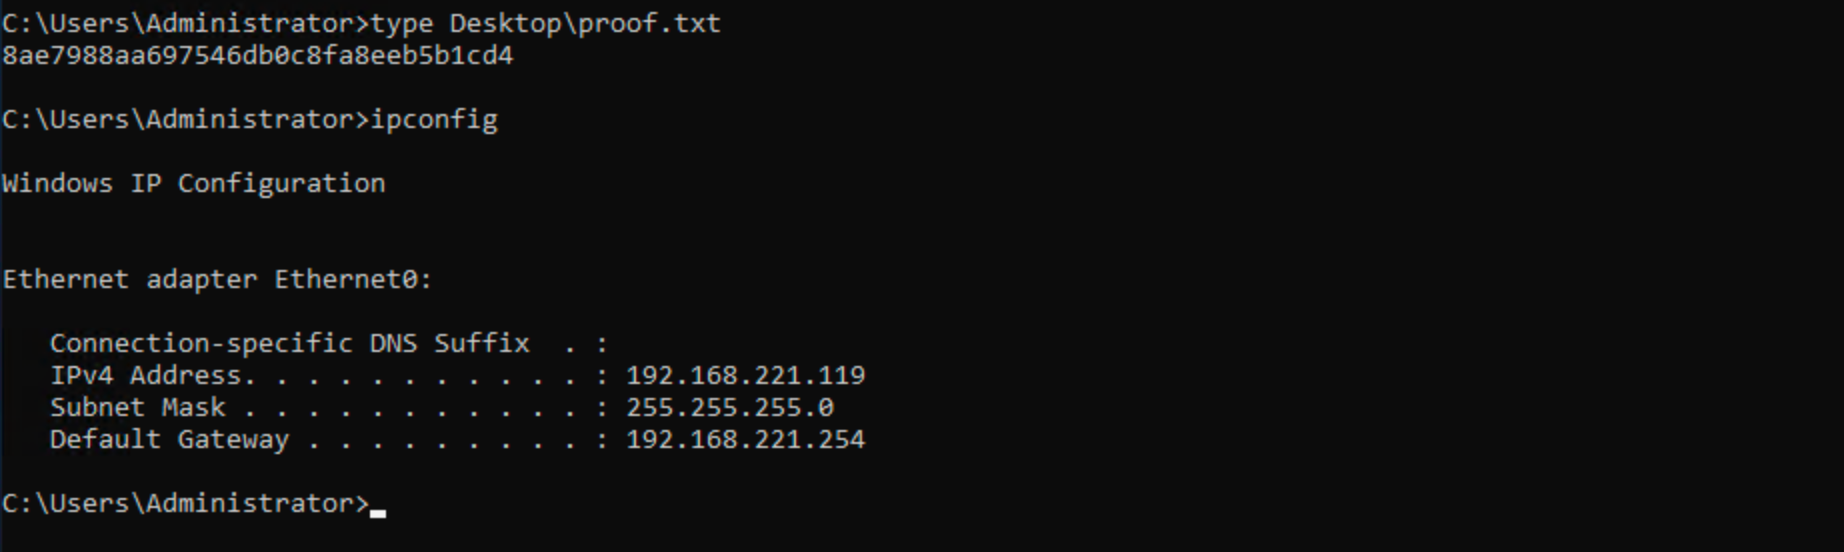 C:\Users\Administrator>type Desktop\proof.txt
8ae7988aa697546db0c8fa8eeb5b1cd4
C:\Users\Administrator>ipconfig
Windows IP Configuration
Ethernet adapter Ethernet0:
   Connection-specific DNS Suffix  . :
   IPv4 Address. . . . . . . . . . . : 192.168.221.119
   Subnet Mask . . . . . . . . . . . : 255.255.255.0
   Default Gateway . . . . . . . . . : 192.168.221.254
C:\Users\Administrator>